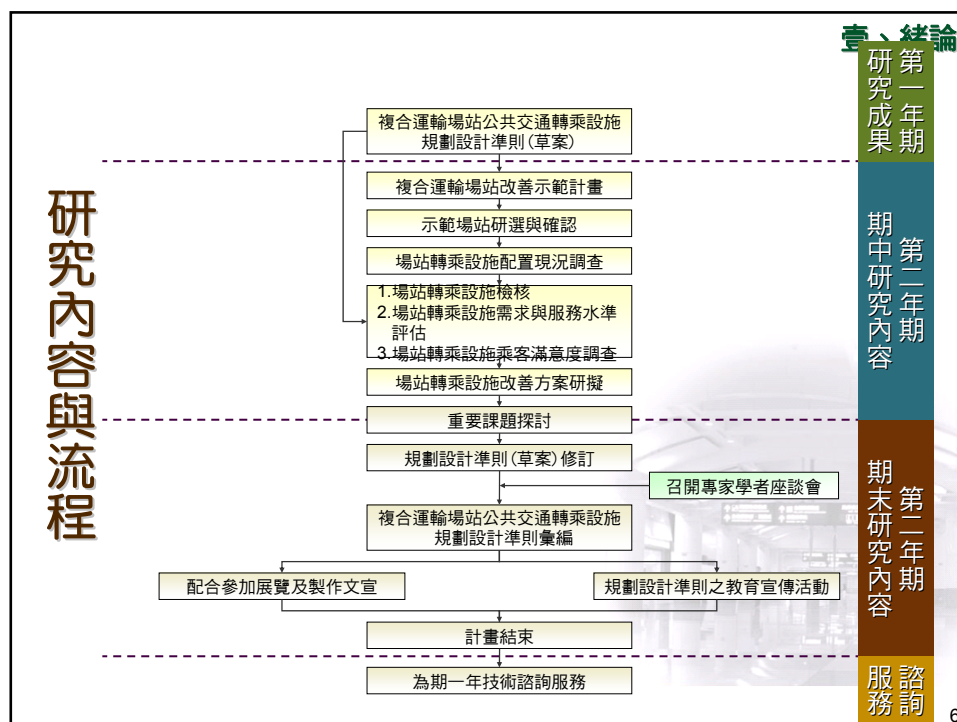 壹、緒論
研究內容與流程
複合運輸場站公共交通轉乘設施
規劃設計準則(草案)
複合運輸場站改善示範計畫
示範場站研選與確認
場站轉乘設施配置現況調查
1.場站轉乘設施檢核
2.場站轉乘設施需求與服務水準
評估
3.場站轉乘設施乘客滿意度調查
場站轉乘設施改善方案研擬
重要課題探討
規劃設計準則(草案)修訂
召開專家學者座談會
複合運輸場站公共交通轉乘設施
規劃設計準則彙編
配合參加展覽及製作文宣
規劃設計準則之教育宣傳活動
計畫結束
為期一年技術諮詢服務
第一年期
研究成果
第二年期
期中研究內容
第二年期
期末研究內容
諮詢
服務
6